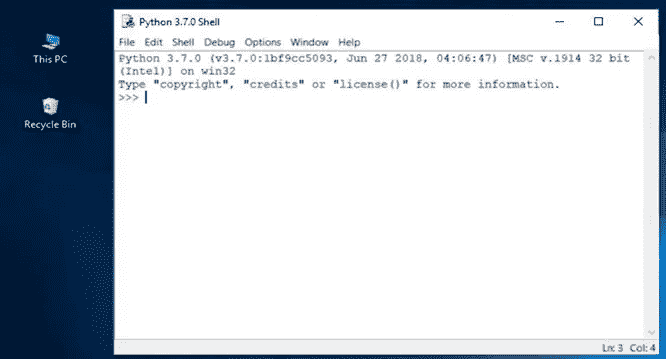 This PC
Recycle Bin
Python 3.7.0 Shell
File Edit Shell Debug Options Window Help
Python 3.7.0 (v3.7.0:1bf9cc5093, Jun 27 2018, 04:06:47) [MSC v.1914 32 bit
(Intel)] on win32
Type "copyright", "credits" or "license()" for more information.
>>>
Ln: 3 Col: 4